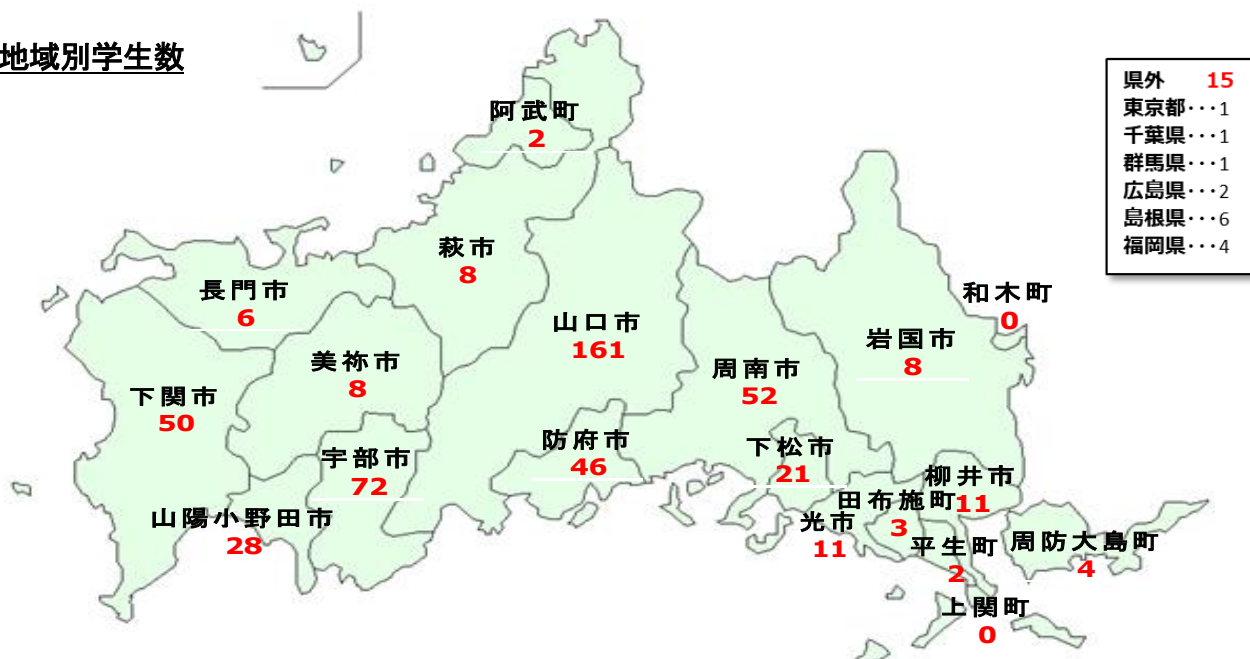 地域別学生数
県外 15
東京都・・・1
千葉県・・・1
群馬県・・・1
広島県・・・2
島根県・・・6
福岡県・・・4
阿武町
2
萩市
8
長門市
6
和木町
0
山口市
161
岩国市
8
美祢市
8
周南市
52
下関市
50
防府市
46
下松市
21
宇部市
72
柳井市
11
田布施町
3
山陽小野田市
28
光市
11
平生町
2
周防大島町
4
上関町
0